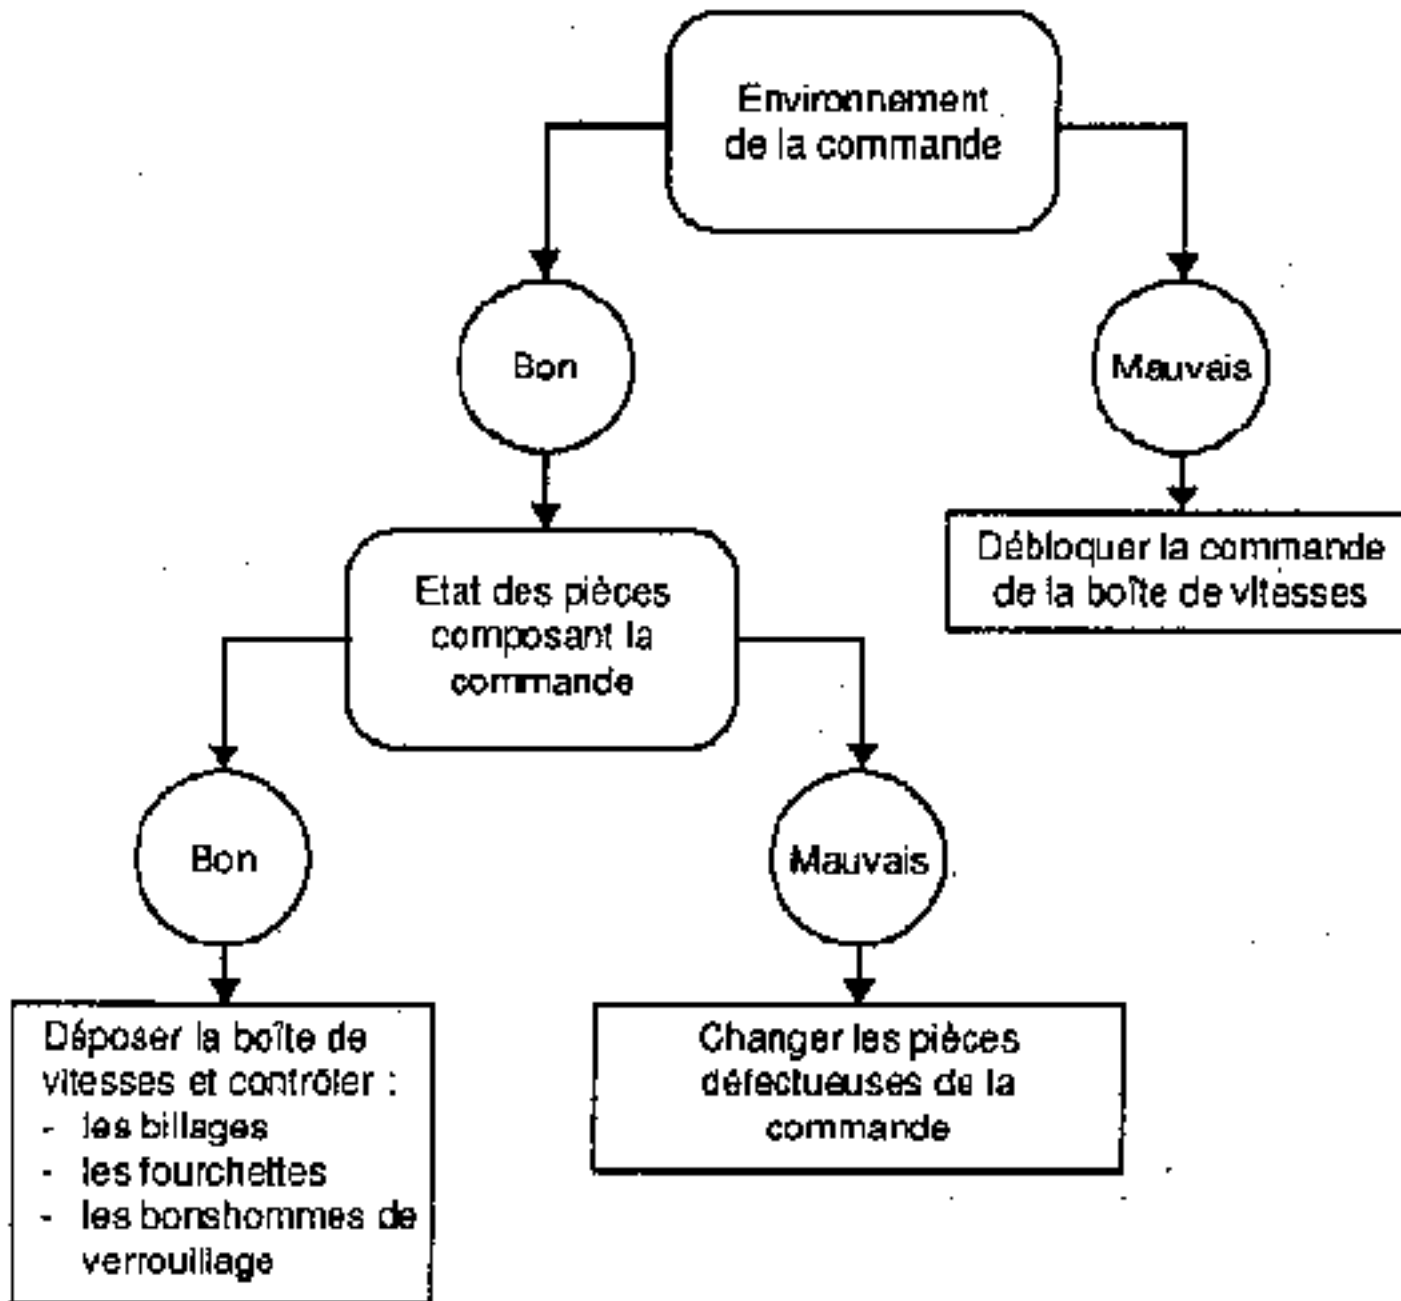 Environnement
de la commande
Bon
Mauvais
Etat des pièces
composant la
commande
Débloquer la commande
de la boîte de vitesses
Bon
Mauvais
Déposer la boîte de
vitesses et contrôler :
- les billages
- les fourchettes
- les bonshommes de
verrouillage
Changer les pièces
défectueuses de la
commande